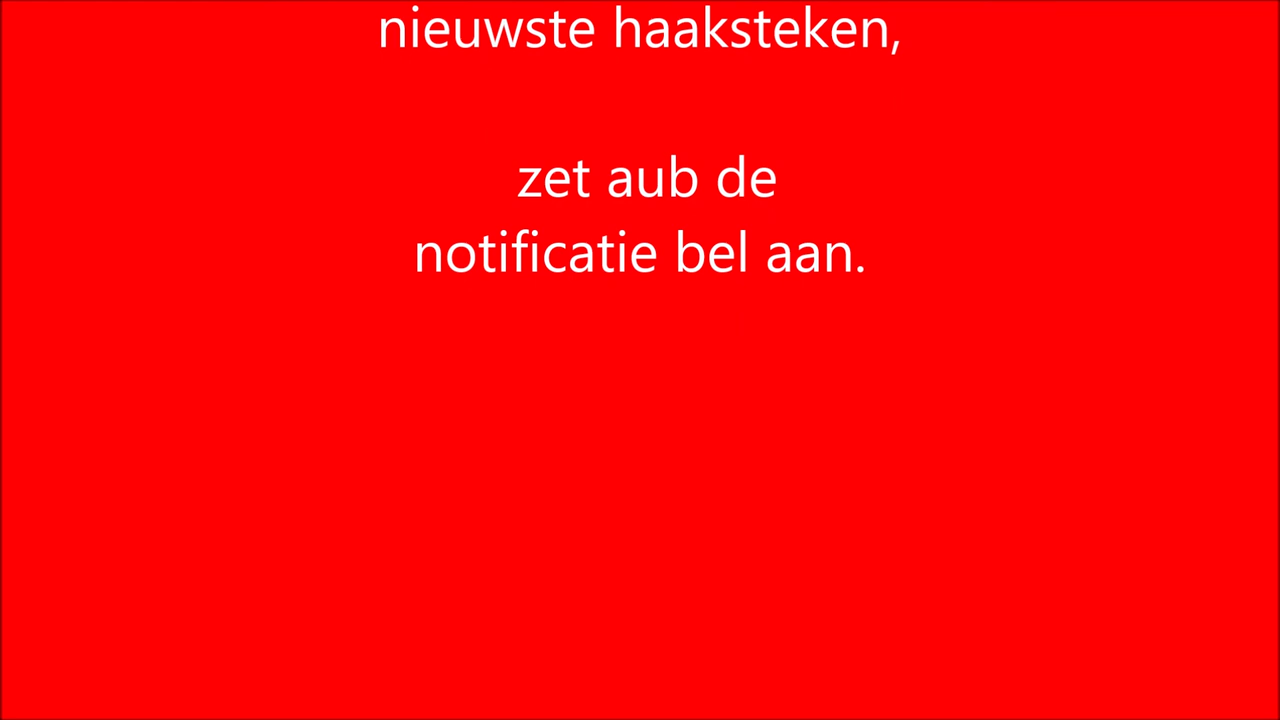 nieuwste haaksteken,
zet aub de
notificatie bel aan.